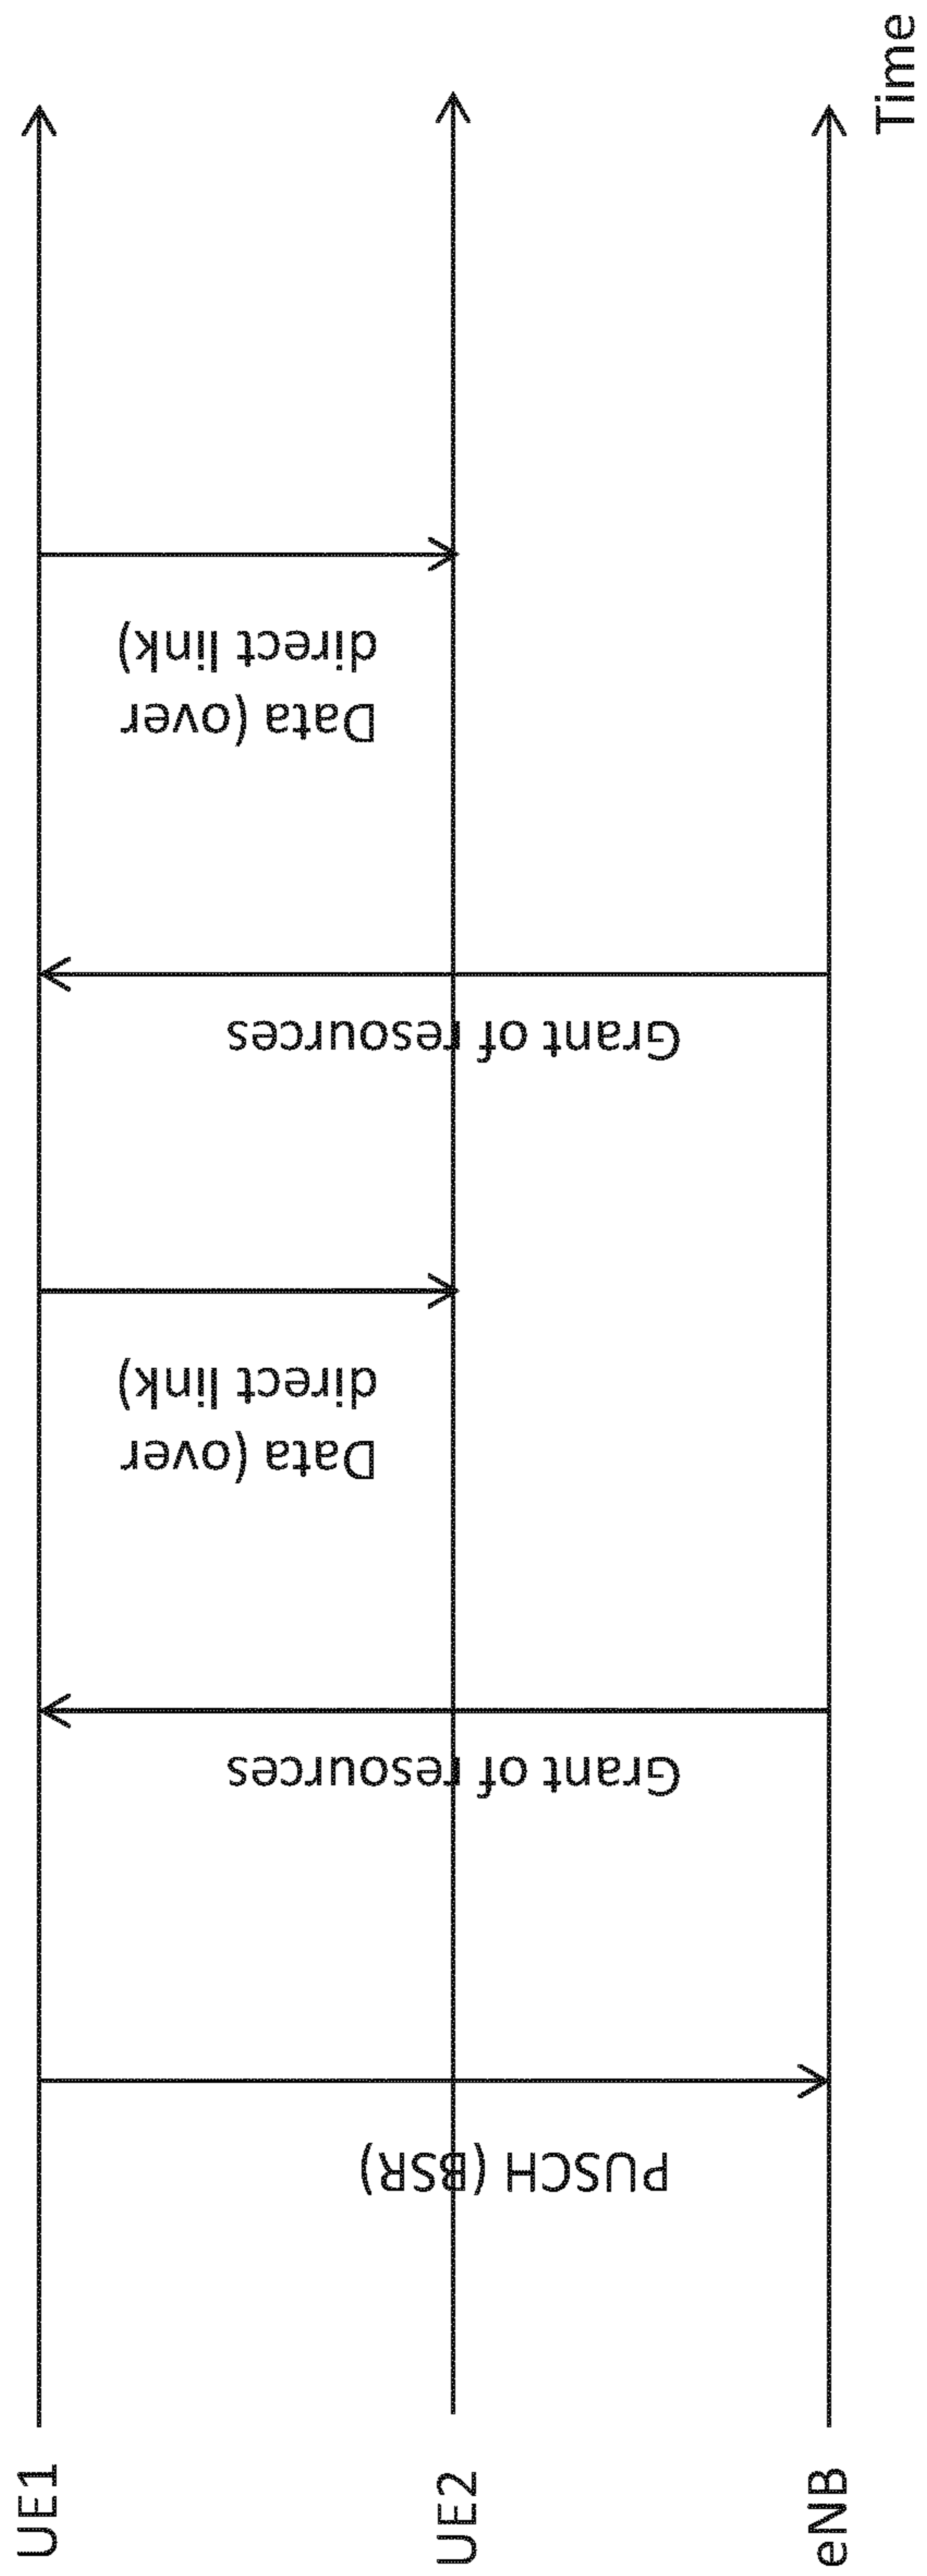 UE1
UE2
eNB
PUSCH (BSR)
Grant of resources
Data (over
direct link)
Grant of resources
Data (over
direct link)
Time